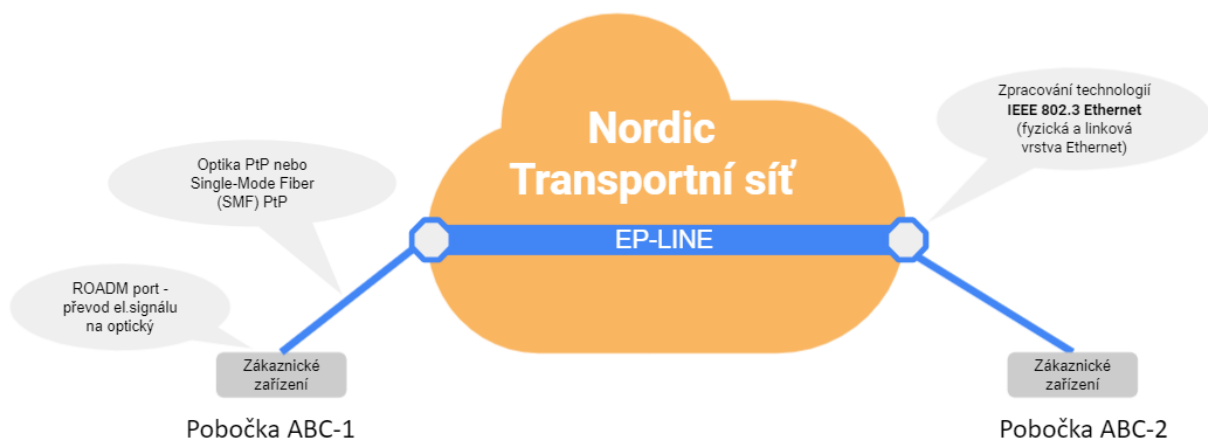 Nordic
Transportní síť
EP-LINE
Zpracování technologií
IEEE 802.3 Ethernet
(fyzická a linková
vrstva Ethernet)
Optika PtP nebo
Single-Mode Fiber
(SMF) PtP
ROADM port -
převod el.signálu
na optický
Zákaznické
zařízení
Pobočka ABC-1
Zákaznické
zařízení
Pobočka ABC-2